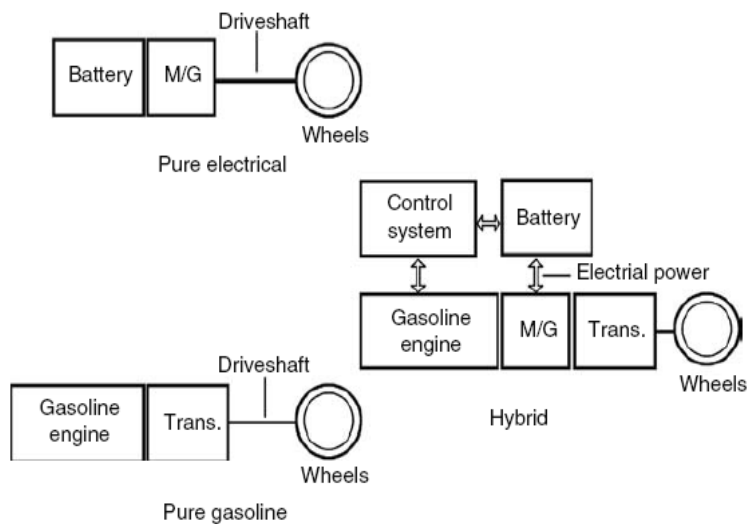 Driveshaft
Battery
M/G
Wheels
Pure electrical
Control
system
Battery
Electrial power
Gasoline
engine
M/G
Trans.
Wheels
Hybrid
Driveshaft
Gasoline
engine
Trans.
Wheels
Pure gasoline